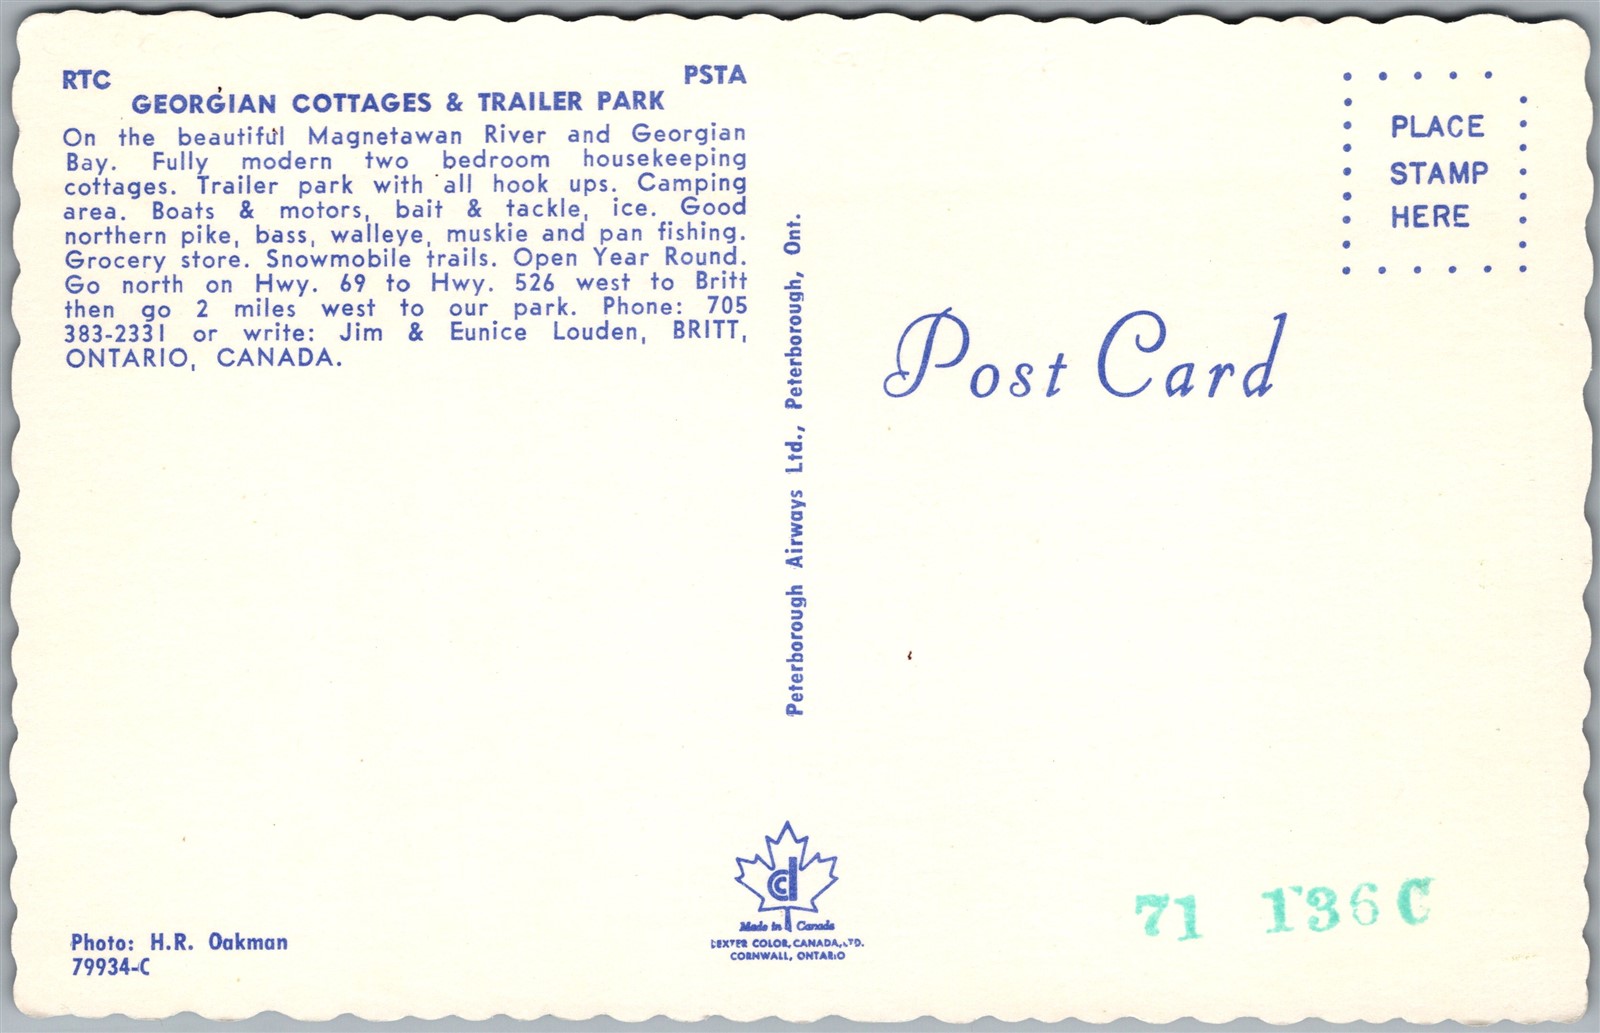 RTC PSTA
GEORGIAN COTTAGES & TRAILER PARK
On the beautiful Magnetawan River and Georgian
Bay. Fully modern two bedroom housekeeping
cottages. Trailer park with all hook ups. Camping
area. Boats & motors, bait & tackle, ice. Good
northern pike, bass, walleye, muskie and pan fishing.
Grocery store. Snowmobile trails. Open Year Round.
Go north on Hwy. 69 to Hwy. 526 west to Britt
then go 2 miles west to our park. Phone: 705
383-2331 or write: Jim & Eunice Louden, BRITT,
ONTARIO, CANADA.
Photo: H.R. Oakman
79934-C
Peterborough Airways Ltd., Peterborough, Ont.
dc
Made in Canada
DEXTER COLOR, CANADA, LTD.
CORNWALL, ONTARIO
PLACE
STAMP
HERE
Post Card
71 136 C